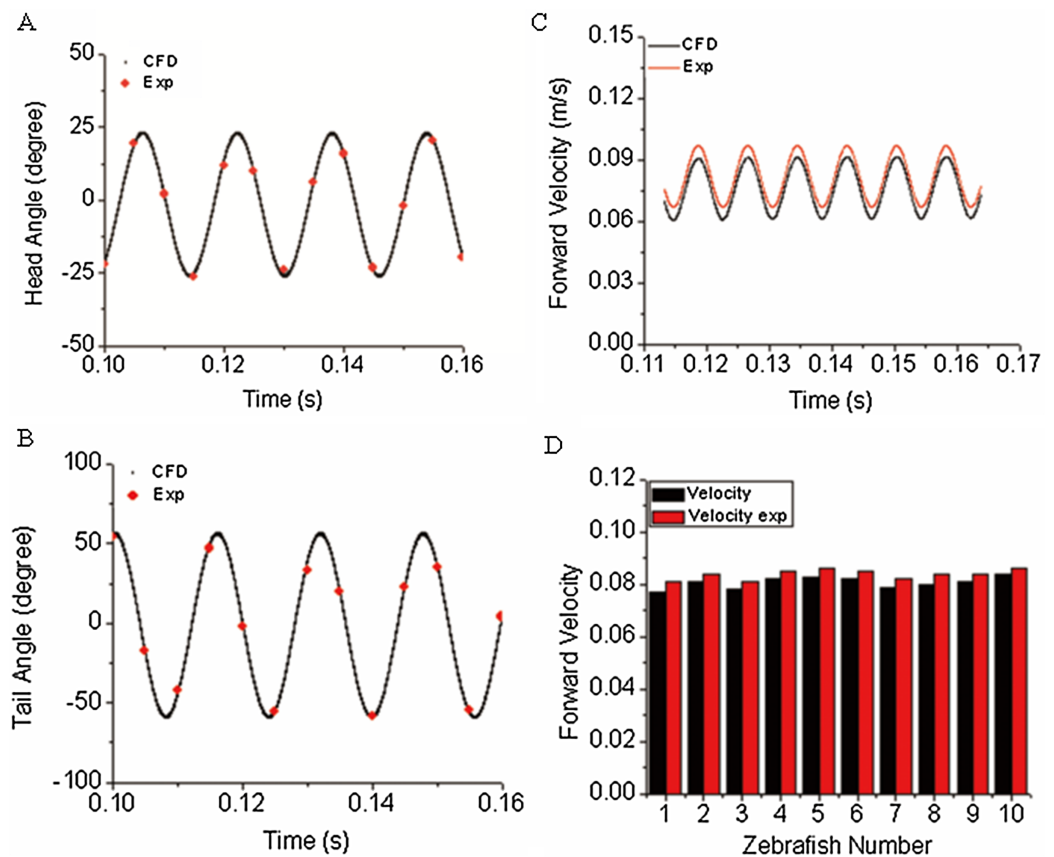 A
50
25
0
-25
-50
Head Angle (degree)
CFD
Exp
0.10
0.12
0.14
0.16
Time (s)
C
0.15
0.12
0.09
0.06
0.03
0.00
Forward Velocity (m/s)
CFD
Exp
0.11
0.12
0.13
0.14
0.15
0.16
0.17
Time (s)
B
100
50
0
-50
-100
Tail Angle (degree)
CFD
Exp
0.10
0.12
0.14
0.16
Time (s)
D
0.12
0.10
0.08
0.06
0.04
0.02
0.00
Forward Velocity
Velocity
Velocity exp
1 2 3 4 5 6 7 8 9 10
Zebrafish Number